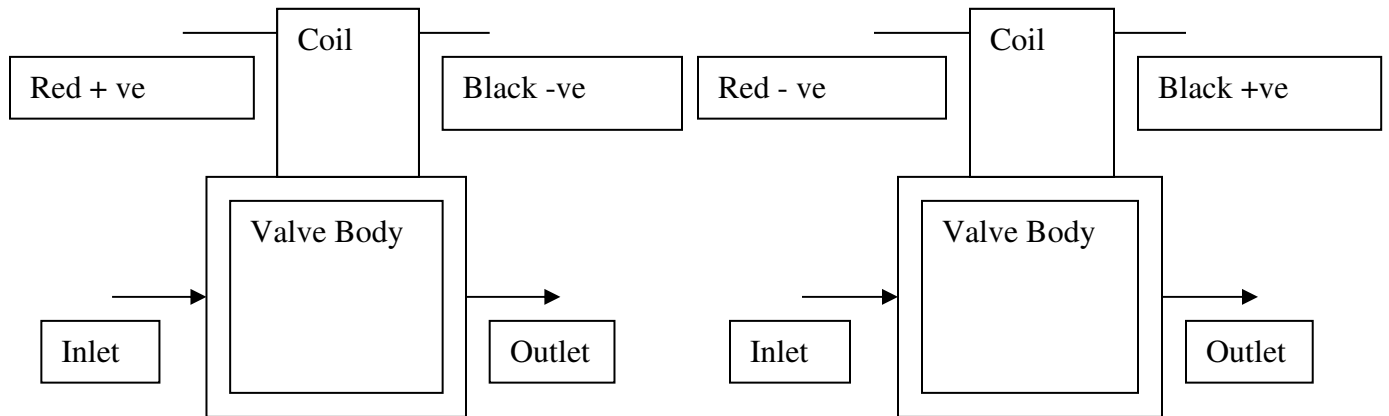 Coil
Red + ve
Black -ve
Valve Body
Inlet
Outlet
Coil
Red - ve
Black +ve
Valve Body
Inlet
Outlet